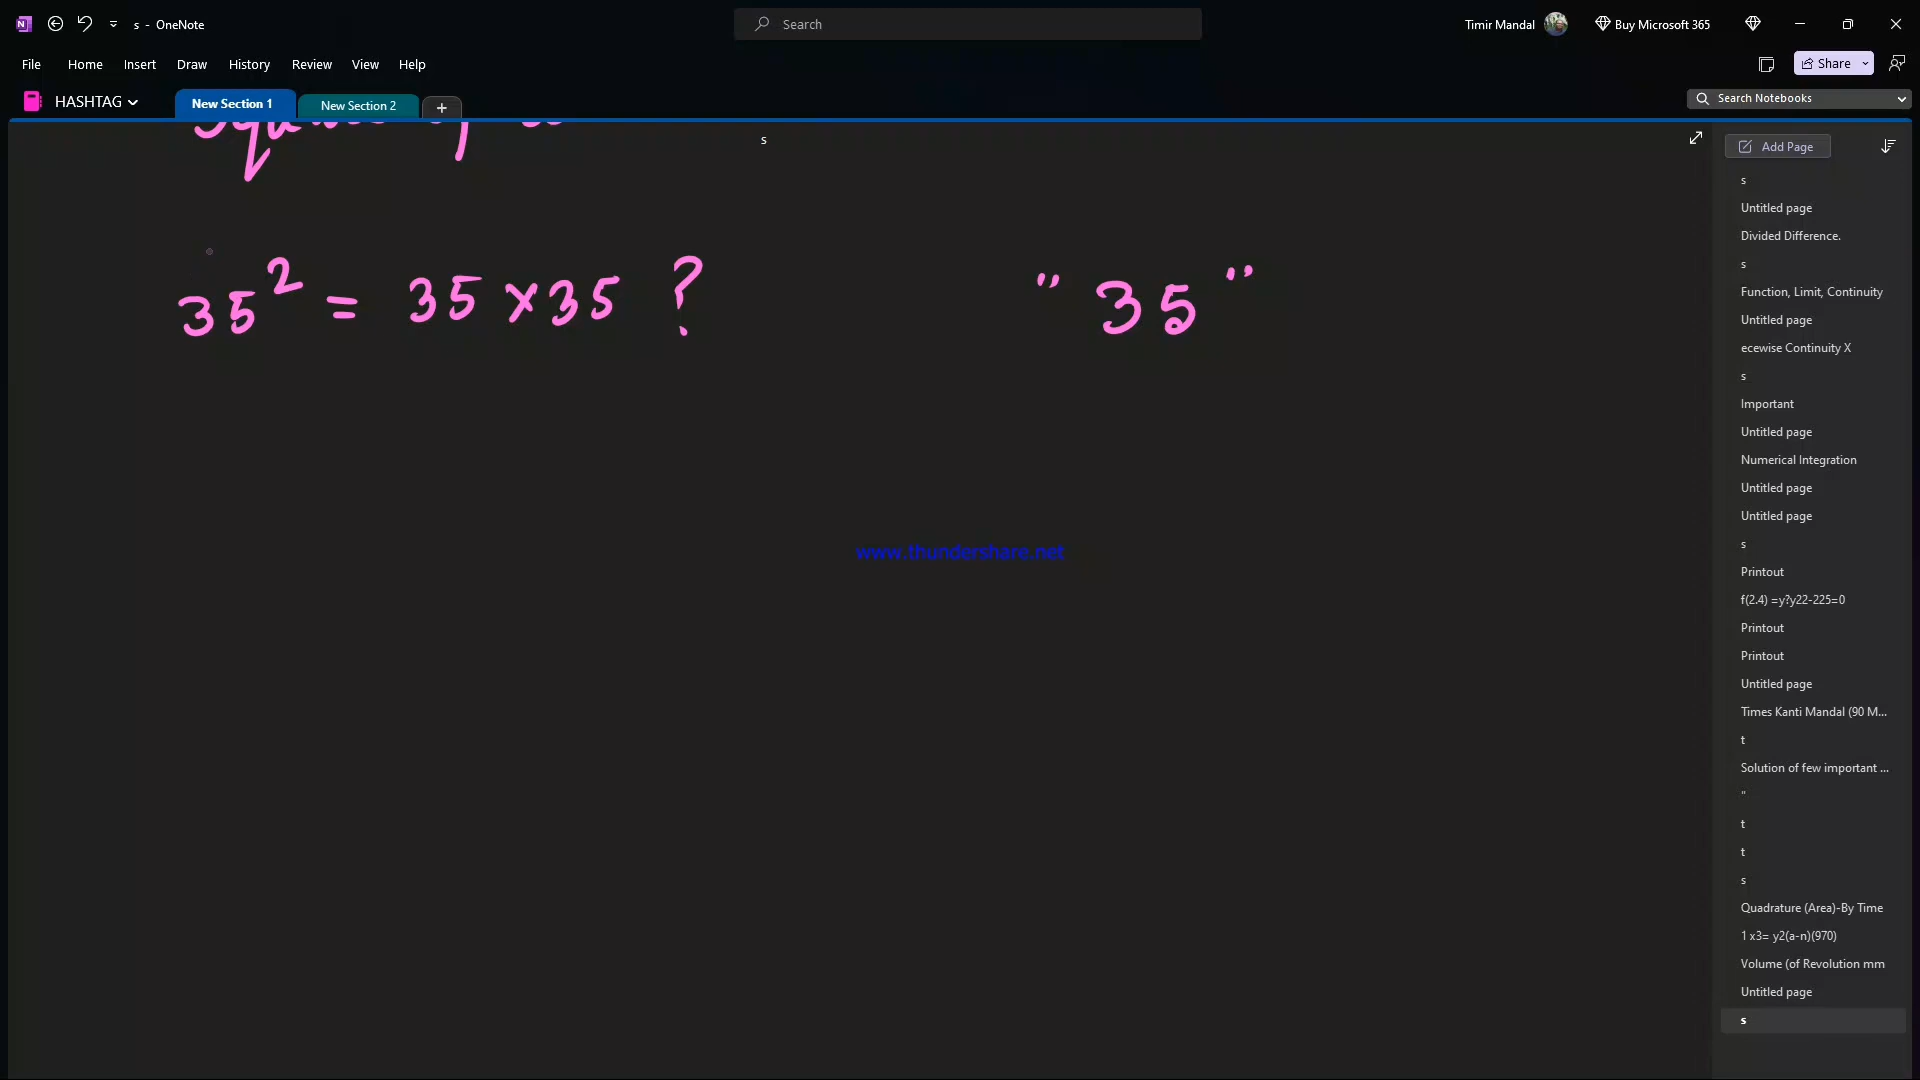 s - OneNote
Search
Timir Mandal
Buy Microsoft 365
File Home Insert Draw History Review View Help
Share
HASHTAG
New Section 1
New Section 2
+
Search Notebooks
s
Add Page
35² = 35 × 35 ?
" 35 "
www.thundershare.net
s
Untitled page
Divided Difference.
s
Function, Limit, Continuity
Untitled page
ecewise Continuity X
s
Important
Untitled page
Numerical Integration
Untitled page
Untitled page
s
Printout
f(2.4) =y?y22-225=0
Printout
Printout
Untitled page
Times Kanti Mandal (90 M...
t
Solution of few important ...
"
t
t
s
Quadrature (Area)-By Time
1 x3= y2(a-n)(970)
Volume (of Revolution mm
Untitled page
s